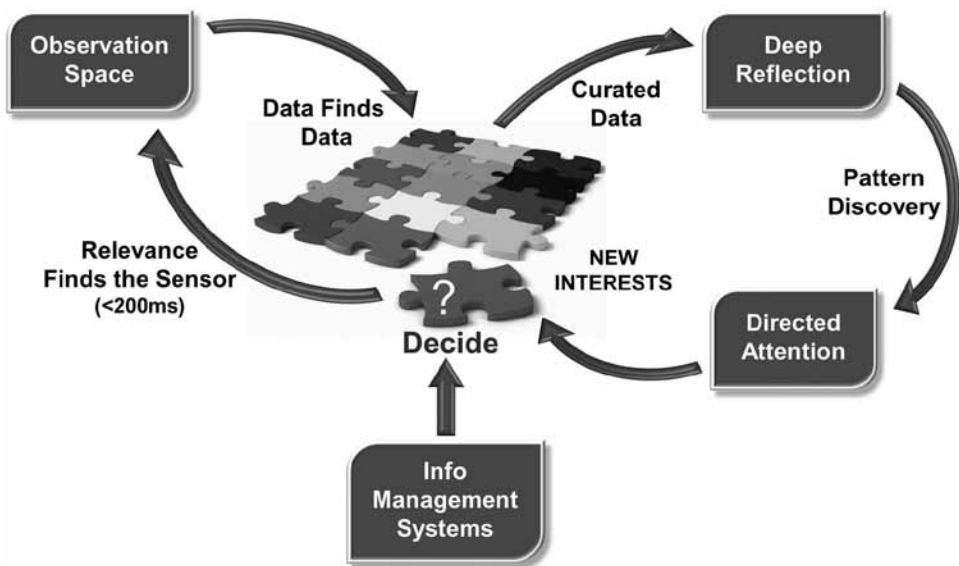 Observation
Space
Data Finds
Data
Curated
Data
Deep
Reflection
Pattern
Discovery
Relevance
Finds the Sensor
(<200ms)
NEW
INTERESTS
?
Decide
Directed
Attention
Info
Management
Systems